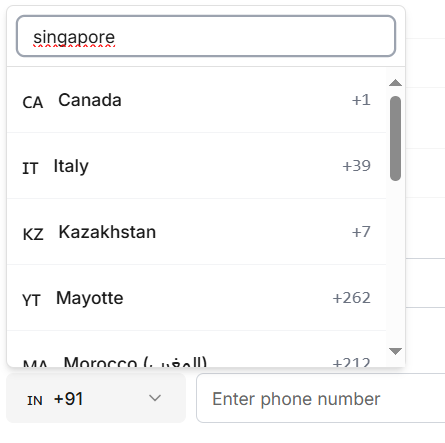 singapore
CA Canada +1
IT Italy +39
KZ Kazakhstan +7
YT Mayotte +262
MA Morocco (المغرب) +212
IN +91
Enter phone number